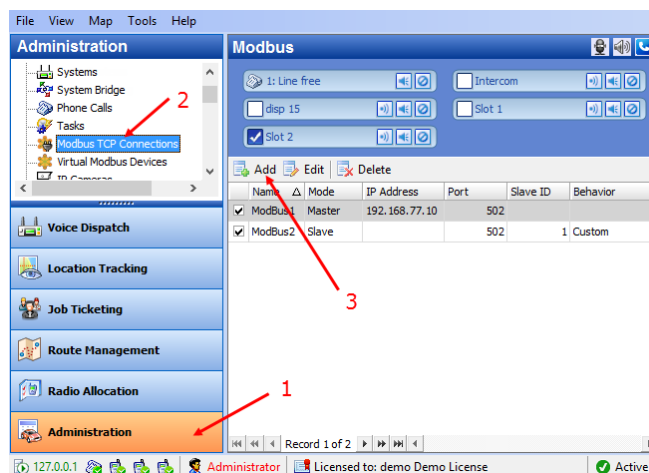 File View Map Tools Help
Administration
Modbus
Systems
System Bridge
Phone Calls
Tasks
Modbus TCP Connections
Virtual Modbus Devices
IP Cameras
2
1: Line free
Intercom
disp 15
Slot 1
Slot 2
Add Edit Delete
Name Mode IP Address Port Slave ID Behavior
ModBus1 Master 192.168.77.10 502
ModBus2 Slave 502 1 Custom
3
Voice Dispatch
Location Tracking
Job Ticketing
Route Management
Radio Allocation
Administration
1
Record 1 of 2
127.0.0.1 Administrator Licensed to: demo Demo License Active